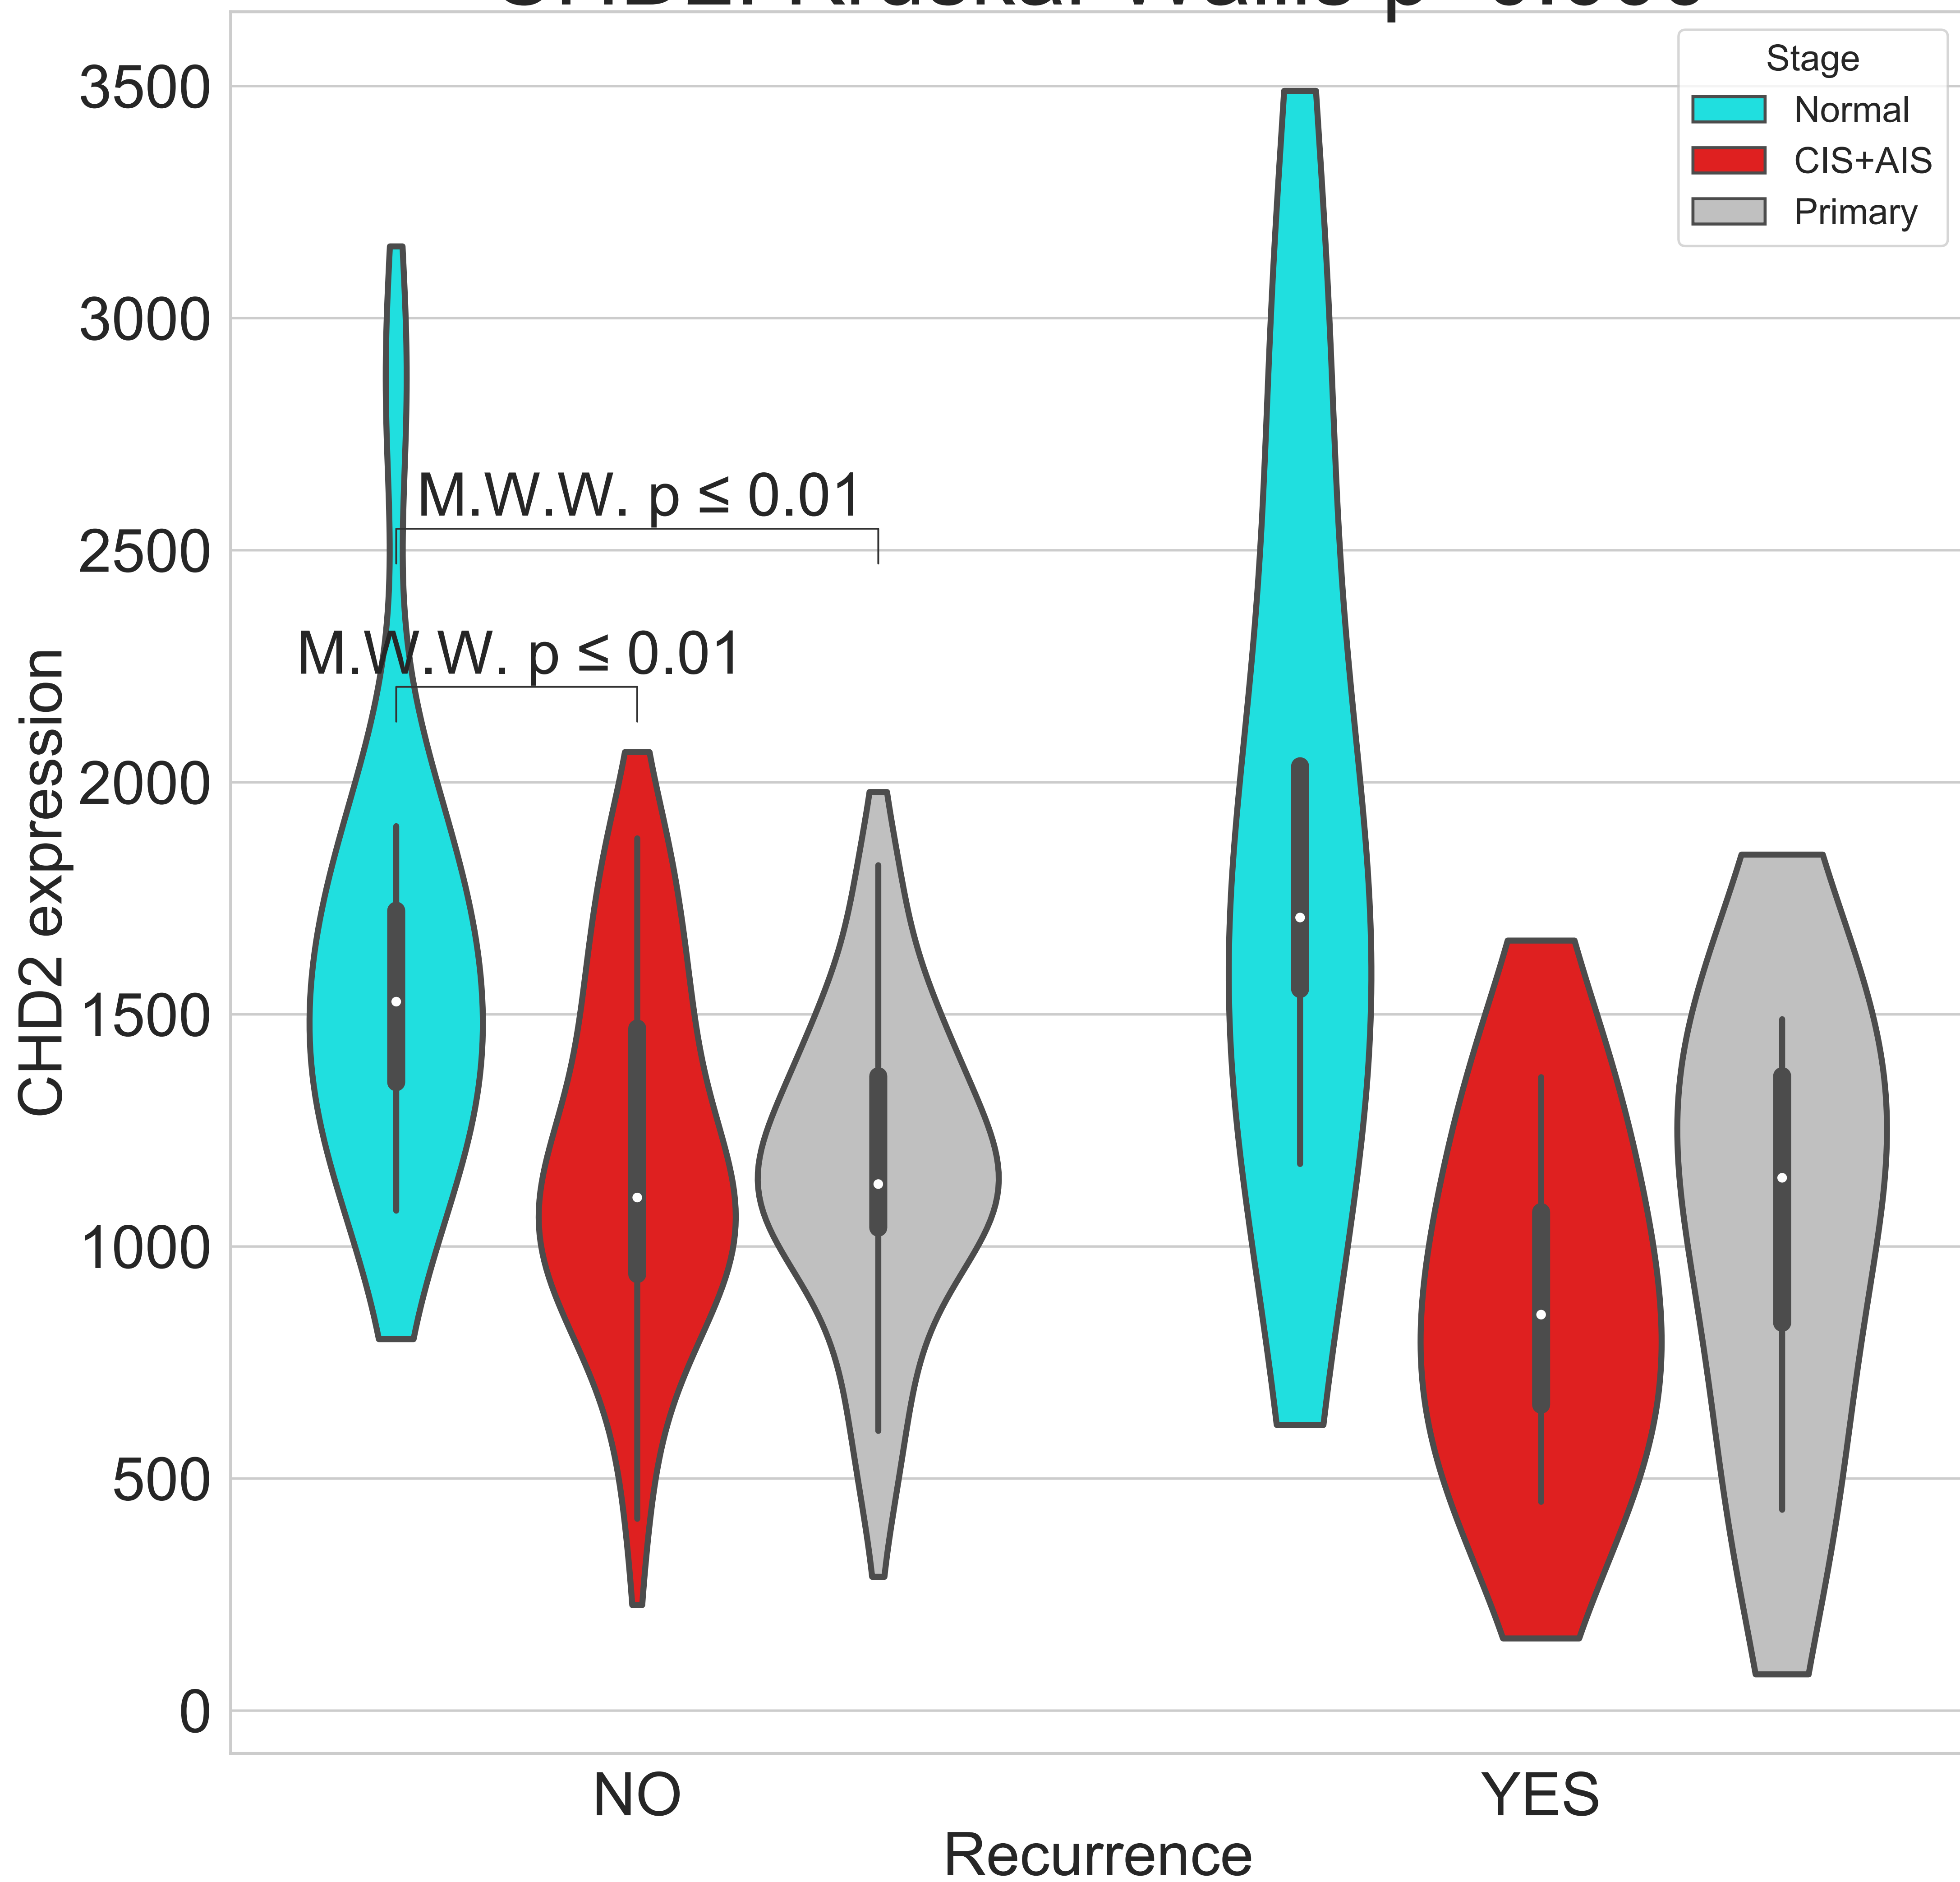 Stage
Normal
CIS+AIS
Primary
3500
3000
2500
2000
1500
1000
500
0
CHD2 expression
M.W.W. p ≤ 0.01
M.W.W. p ≤ 0.01
NO
YES
Recurrence